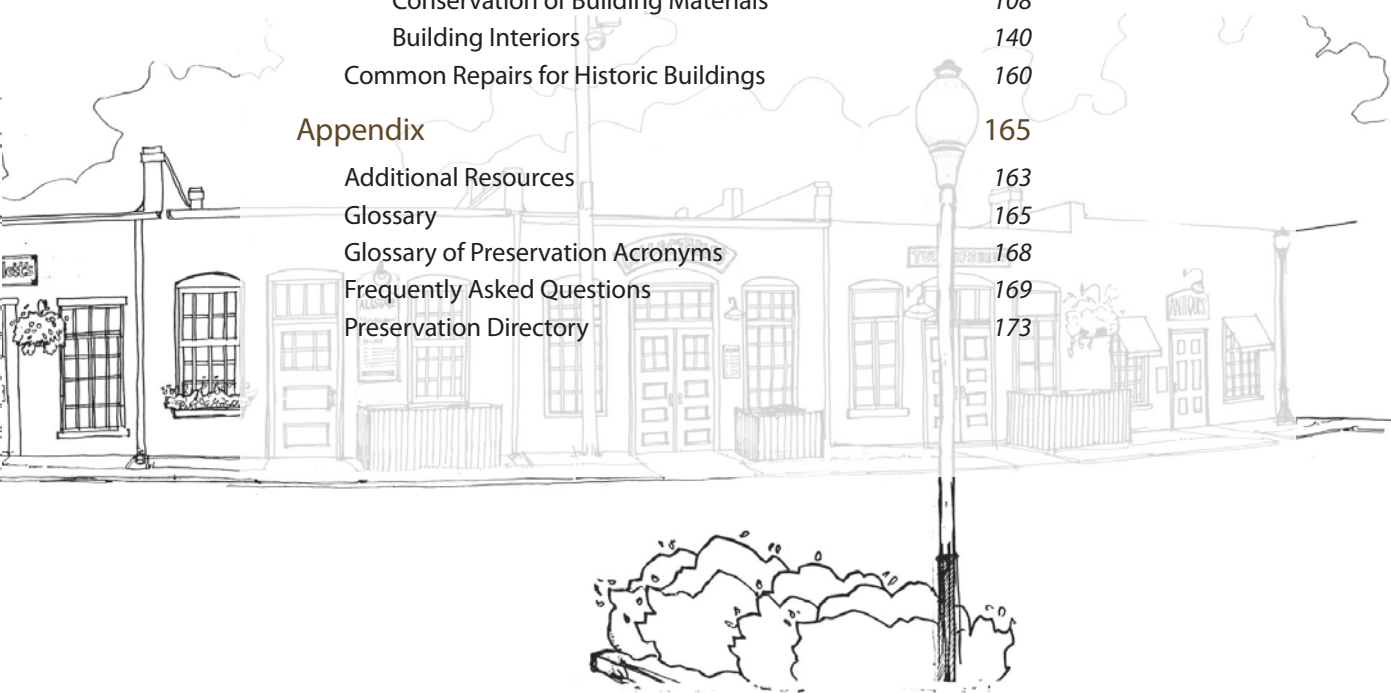 Conservation of Building Materials 108
Building Interiors 140
Common Repairs for Historic Buildings 160
Appendix 165
Additional Resources 163
Glossary 165
Glossary of Preservation Acronyms 168
Frequently Asked Questions 169
Preservation Directory 173
ANTIQUES